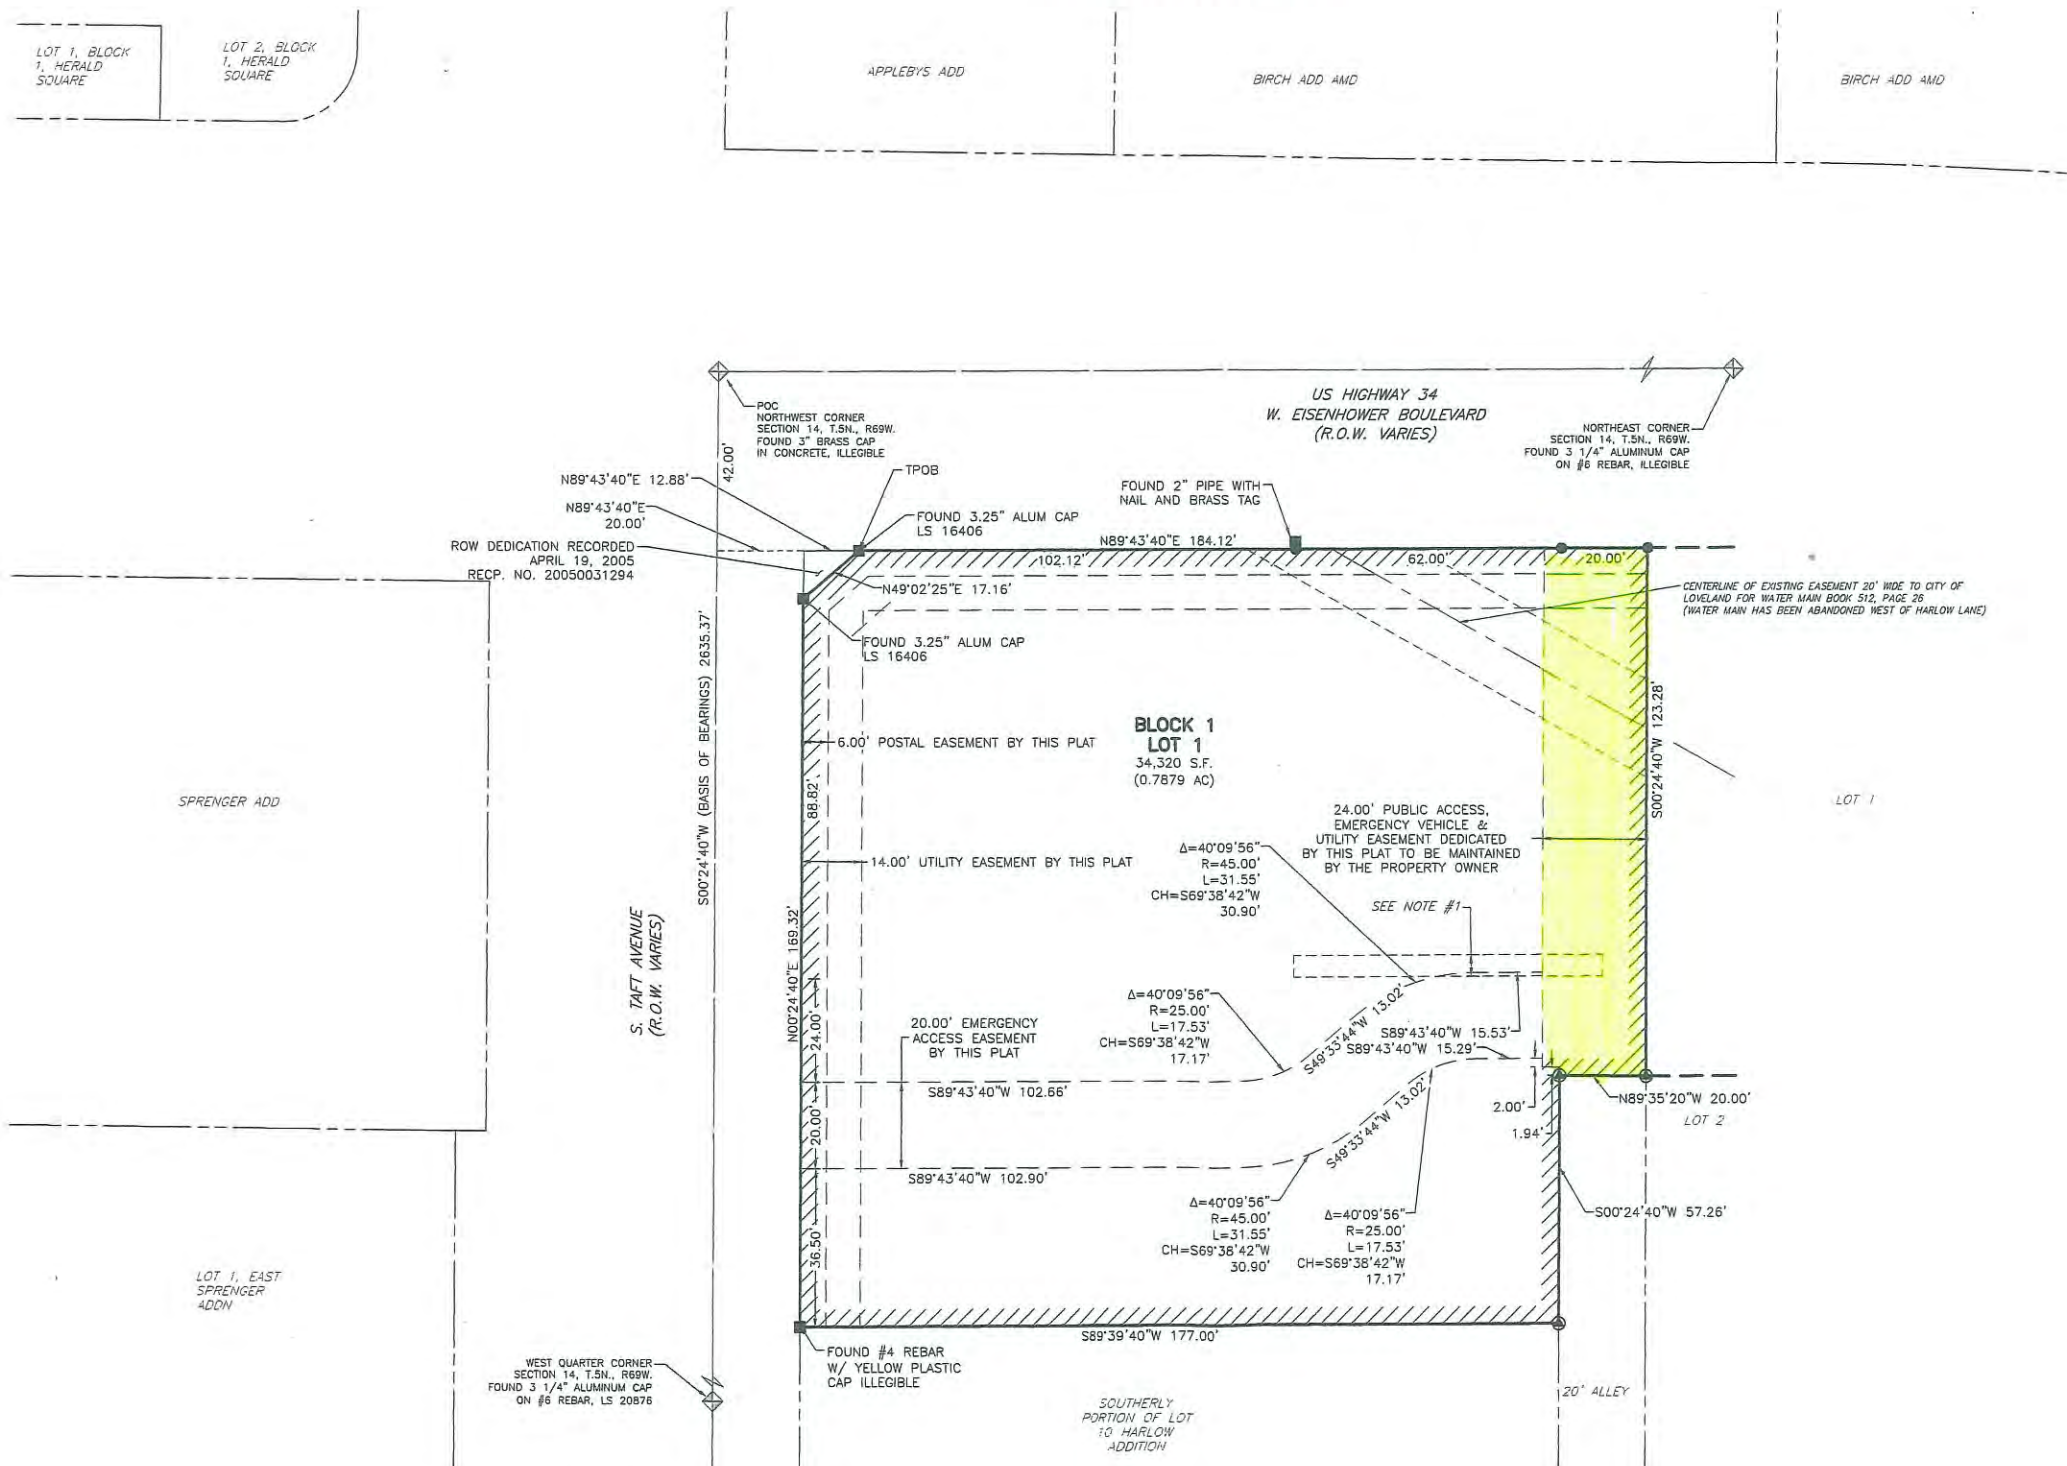 LOT 1, BLOCK
1, HERALD
SQUARE
LOT 2, BLOCK
1, HERALD
SQUARE
APPLEBYS ADD
BIRCH ADD AMD
BIRCH ADD AMD
POC
NORTHWEST CORNER
SECTION 14, T.5N., R69W.
FOUND 3" BRASS CAP
IN CONCRETE, ILLEGIBLE
42.00'
US HIGHWAY 34
W. EISENHOWER BOULEVARD
(R.O.W. VARIES)
NORTHEAST CORNER
SECTION 14, T.5N., R69W.
FOUND 3 1/4" ALUMINUM CAP
ON #6 REBAR, ILLEGIBLE
N89°43'40"E 12.88'
TPOB
N89°43'40"E
20.00'
FOUND 3.25" ALUM CAP
LS 16406
FOUND 2" PIPE WITH
NAIL AND BRASS TAG
ROW DEDICATION RECORDED
APRIL 19, 2005
RECP. NO. 20050031294
N89°43'40"E 184.12'
102.12'
62.00'
20.00'
N49°02'25"E 17.16'
CENTERLINE OF EXISTING EASEMENT 20' WIDE TO CITY OF
LOVELAND FOR WATER MAIN BOOK 512, PAGE 26
(WATER MAIN HAS BEEN ABANDONED WEST OF HARLOW LANE)
FOUND 3.25" ALUM CAP
LS 16406
S00°24'40"W (BASIS OF BEARINGS) 2635.37'
S00°24'40"W 123.28'
BLOCK 1
LOT 1
34,320 S.F.
(0.7879 AC)
6.00' POSTAL EASEMENT BY THIS PLAT
88.82'
SPRENGER ADD
LOT 1
24.00' PUBLIC ACCESS,
EMERGENCY VEHICLE &
UTILITY EASEMENT DEDICATED
BY THIS PLAT TO BE MAINTAINED
BY THE PROPERTY OWNER
14.00' UTILITY EASEMENT BY THIS PLAT
Δ=40°09'56"
R=45.00'
L=31.55'
CH=S69°38'42"W
30.90'
SEE NOTE #1
S. TAFT AVENUE
(R.O.W. VARIES)
N00°24'40"E 169.32'
24.00'
20.00' EMERGENCY
ACCESS EASEMENT
BY THIS PLAT
Δ=40°09'56"
R=25.00'
L=17.53'
CH=S69°38'42"W
17.17'
S49°33'44"W 13.02'
S89°43'40"W 15.53'
S89°43'40"W 15.29'
S89°43'40"W 102.66'
S49°33'44"W 13.02'
2.00'
N89°35'20"W 20.00'
LOT 2
1.94'
20.00'
S89°43'40"W 102.90'
Δ=40°09'56"
R=45.00'
L=31.55'
CH=S69°38'42"W
30.90'
Δ=40°09'56"
R=25.00'
L=17.53'
CH=S69°38'42"W
17.17'
S00°24'40"W 57.26'
36.50'
LOT 1, EAST
SPRENGER
ADDN
S89°39'40"W 177.00'
FOUND #4 REBAR
W/ YELLOW PLASTIC
CAP ILLEGIBLE
WEST QUARTER CORNER
SECTION 14, T.5N., R69W.
FOUND 3 1/4" ALUMINUM CAP
ON #6 REBAR, LS 20876
SOUTHERLY
PORTION OF LOT
10 HARLOW
ADDITION
20' ALLEY